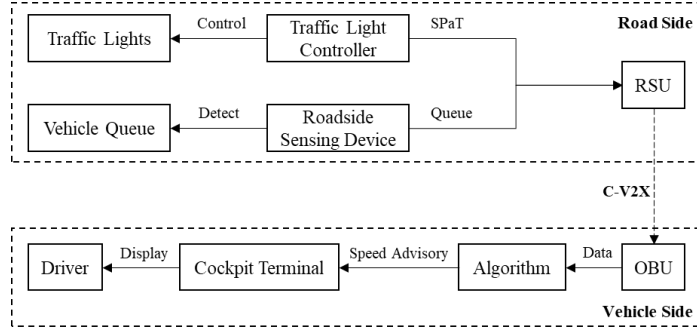 Road Side
Traffic Lights
Control
Traffic Light
Controller
SPaT
RSU
Vehicle Queue
Detect
Roadside
Sensing Device
Queue
C-V2X
Driver
Display
Cockpit Terminal
Speed Advisory
Algorithm
Data
OBU
Vehicle Side